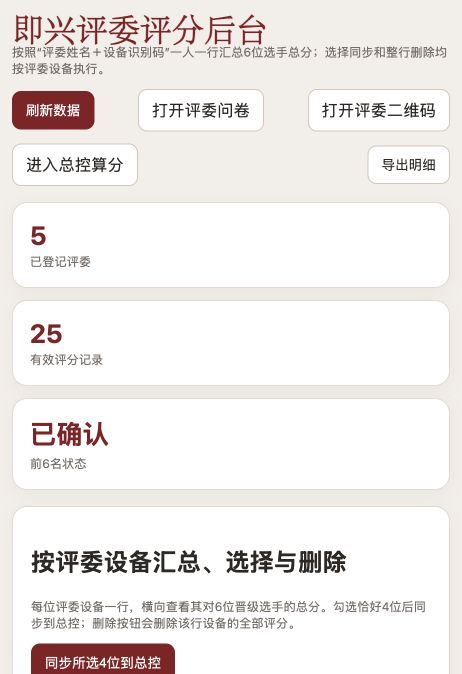 即兴评委评分后台
按照“评委姓名＋设备识别码”一人一行汇总6位选手总分；选择同步和整行删除均
按评委设备执行。
刷新数据
打开评委问卷
打开评委二维码
进入总控算分
导出明细
5
已登记评委
25
有效评分记录
已确认
前6名状态
按评委设备汇总、选择与删除
每位评委设备一行，横向查看其对6位晋级选手的总分。勾选恰好4位后同
步到总控；删除按钮会删除该行设备的全部评分。
同步所选4位到总控